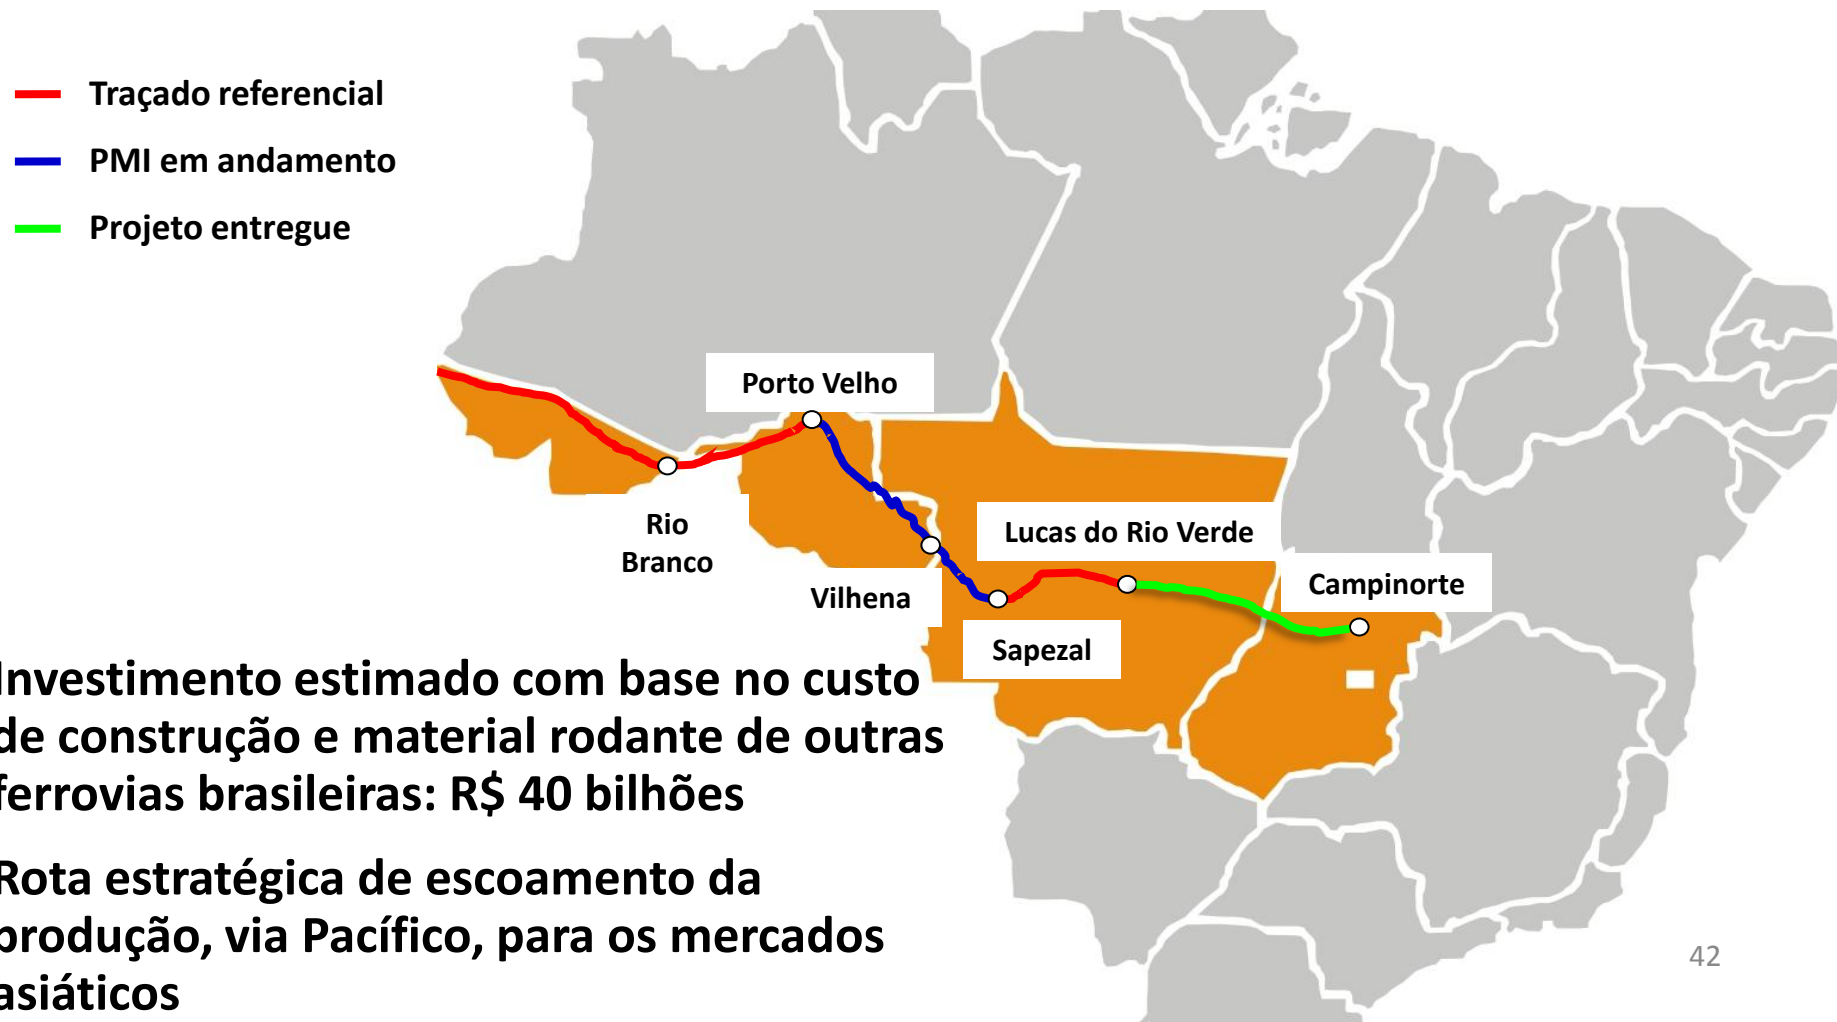 Traçado referencial
PMI em andamento
Projeto entregue
Porto Velho
Rio
Branco
Lucas do Rio Verde
Campinorte
Vilhena
Sapezal
Investimento estimado com base no custo
de construção e material rodante de outras
ferrovias brasileiras: R$ 40 bilhões
Rota estratégica de escoamento da
produção, via Pacífico, para os mercados
asiáticos
42